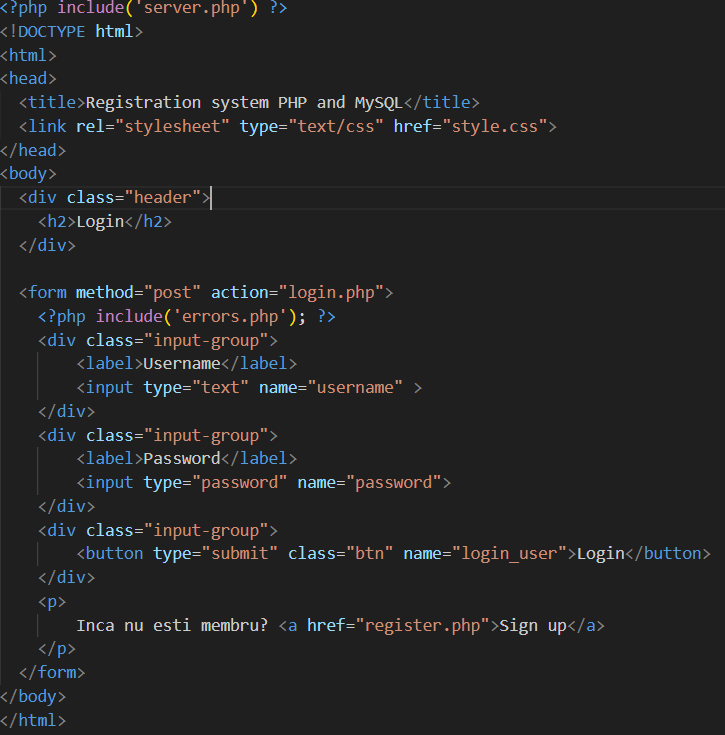 <?php include('server.php') ?>
<!DOCTYPE html>
<html>
<head>
  <title>Registration system PHP and MySQL</title>
  <link rel="stylesheet" type="text/css" href="style.css">
</head>
<body>
  <div class="header">
    <h2>Login</h2>
  </div>

  <form method="post" action="login.php">
    <?php include('errors.php'); ?>
    <div class="input-group">
        <label>Username</label>
        <input type="text" name="username" >
    </div>
    <div class="input-group">
        <label>Password</label>
        <input type="password" name="password">
    </div>
    <div class="input-group">
        <button type="submit" class="btn" name="login_user">Login</button>
    </div>
    <p>
        Inca nu esti membru? <a href="register.php">Sign up</a>
    </p>
  </form>
</body>
</html>